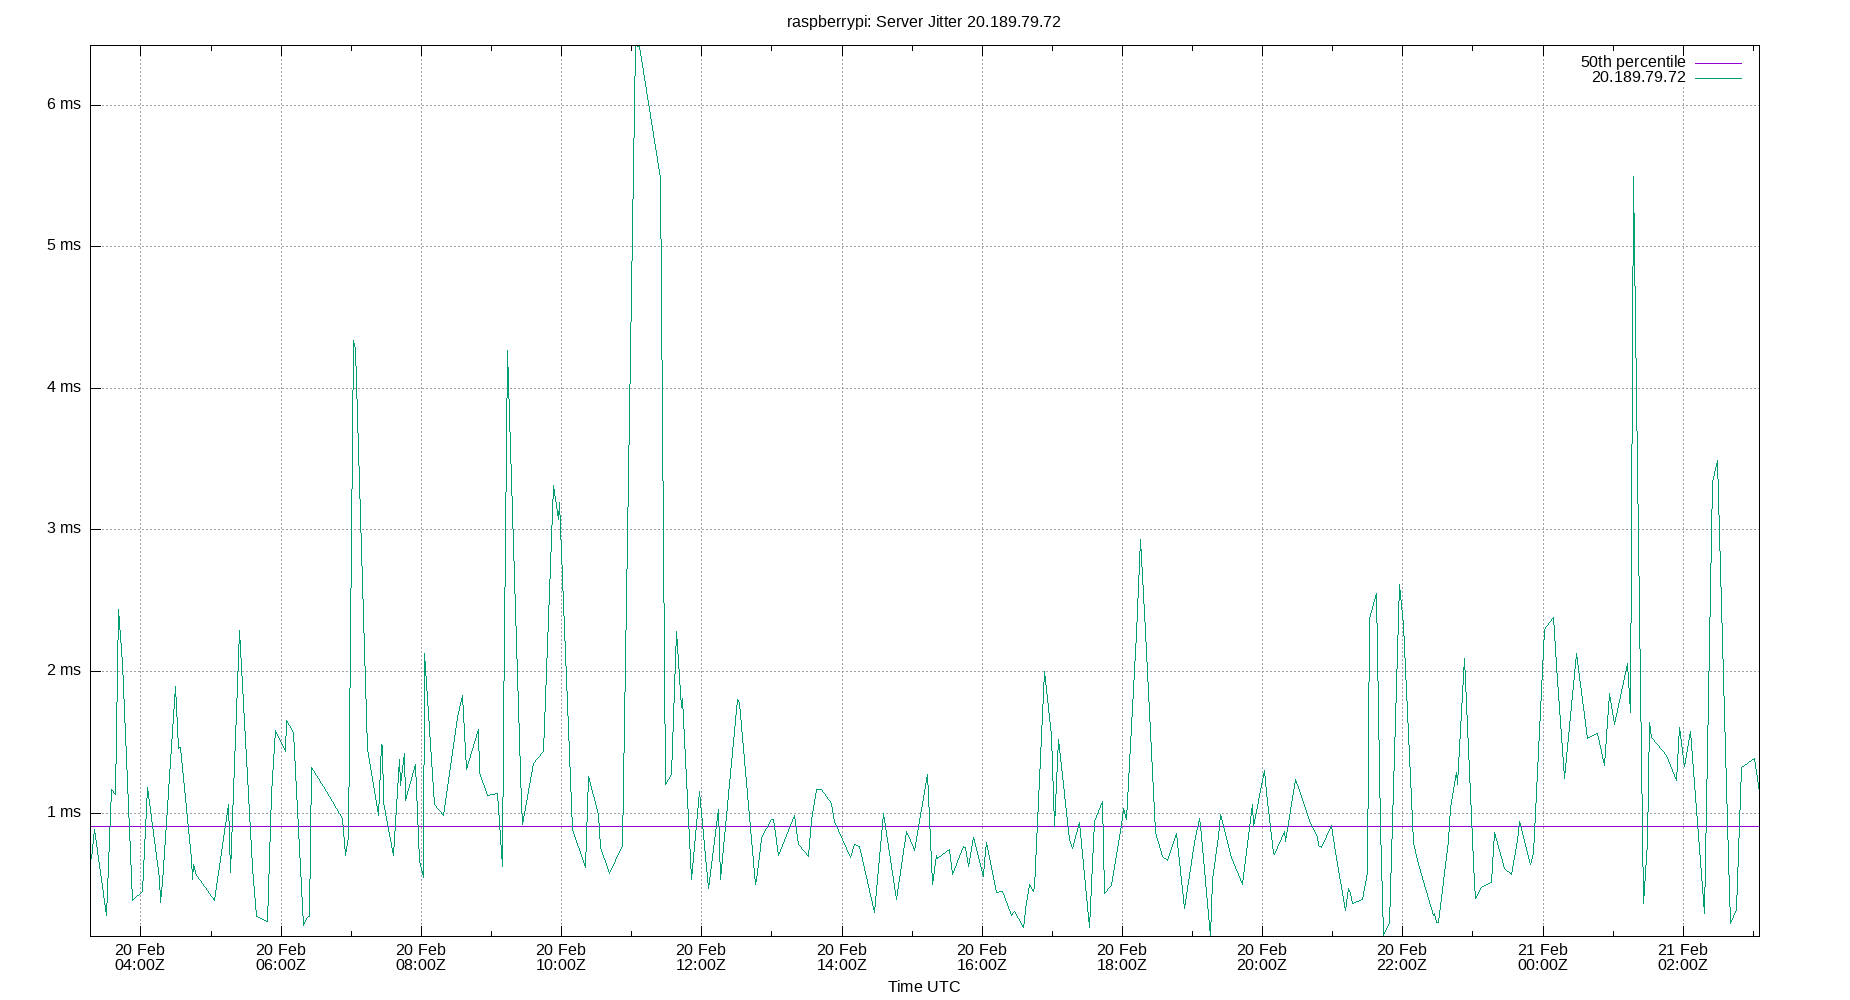 raspberrypi: Server Jitter 20.189.79.72
50th percentile
20.189.79.72
6 ms
5 ms
4 ms
3 ms
2 ms
1 ms
20 Feb 20 Feb 20 Feb 20 Feb 20 Feb 20 Feb 20 Feb 20 Feb 20 Feb 20 Feb 21 Feb 21 Feb
04:00Z 06:00Z 08:00Z 10:00Z 12:00Z 14:00Z 16:00Z 18:00Z 20:00Z 22:00Z 00:00Z 02:00Z
Time UTC